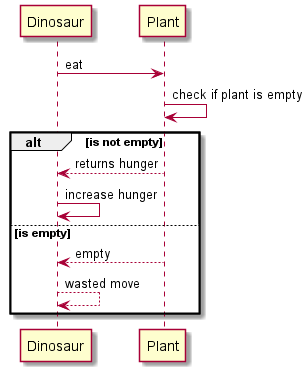 Dinosaur Plant
eat
check if plant is empty
alt [is not empty]
returns hunger
increase hunger
[is empty]
empty
wasted move
Dinosaur Plant